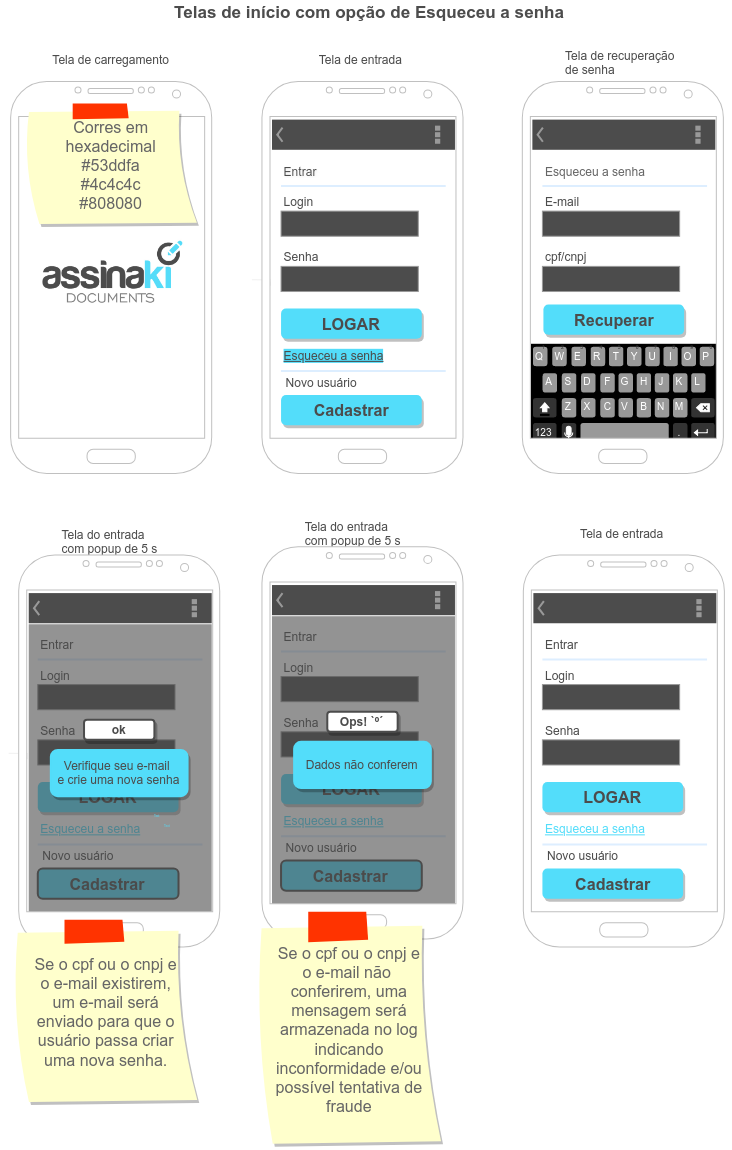 Telas de início com opção de Esqueceu a senha
Tela de carregamento
Corres em
hexadecimal
#53ddfa
#4c4c4c
#808080
assinaki
DOCUMENTS
Tela de entrada
Entrar
Login
Senha
LOGAR
Esqueceu a senha
Novo usuário
Cadastrar
Tela de recuperação
de senha
Esqueceu a senha
E-mail
cpf/cnpj
Recuperar
Q W E R T Y U I O P
A S D F G H J K L
Z X C V B N M
123 .
Tela do entrada
com popup de 5 s
Entrar
Login
Senha
ok
Verifique seu e-mail
e crie uma nova senha
LOGAR
Esqueceu a senha
Novo usuário
Cadastrar
Se o cpf ou o cnpj e
o e-mail existirem,
um e-mail será
enviado para que o
usuário passa criar
uma nova senha.
Tela do entrada
com popup de 5 s
Entrar
Login
Senha
Ops! `º´
Dados não conferem
LOGAR
Esqueceu a senha
Novo usuário
Cadastrar
Se o cpf ou o cnpj e
o e-mail não
conferirem, uma
mensagem será
armazenada no log
indicando
inconformidade e/ou
possível tentativa de
fraude
Tela de entrada
Entrar
Login
Senha
LOGAR
Esqueceu a senha
Novo usuário
Cadastrar